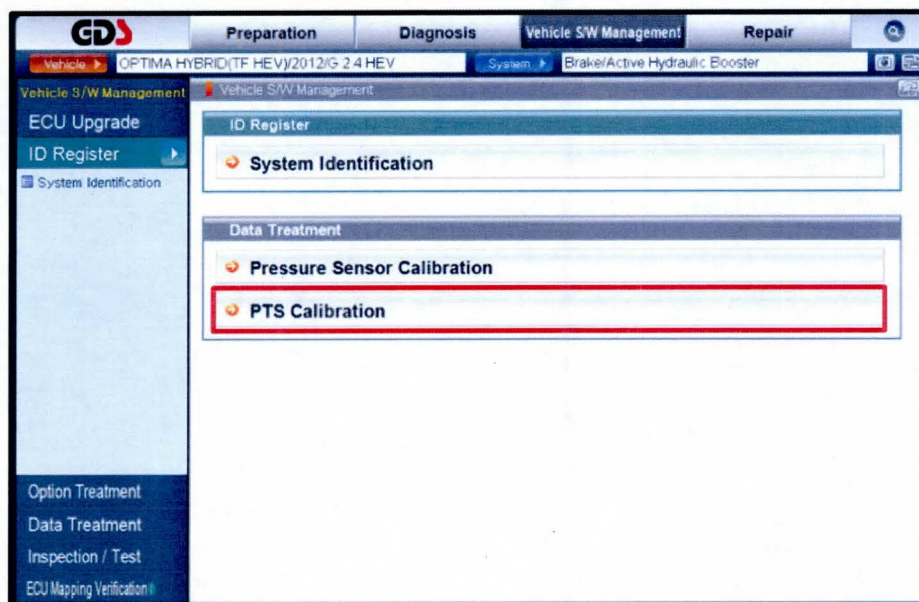 GDS
Preparation Diagnosis Vehicle S/W Management Repair
Vehicle OPTIMA HYBRID(TF HEV)/2012/G 2.4 HEV System Brake/Active Hydraulic Booster
Vehicle S/W Management
Vehicle S/W Management
ECU Upgrade
ID Register
System Identification
ID Register
System Identification
Data Treatment
Pressure Sensor Calibration
PTS Calibration
Option Treatment
Data Treatment
Inspection / Test
ECU Mapping Verification